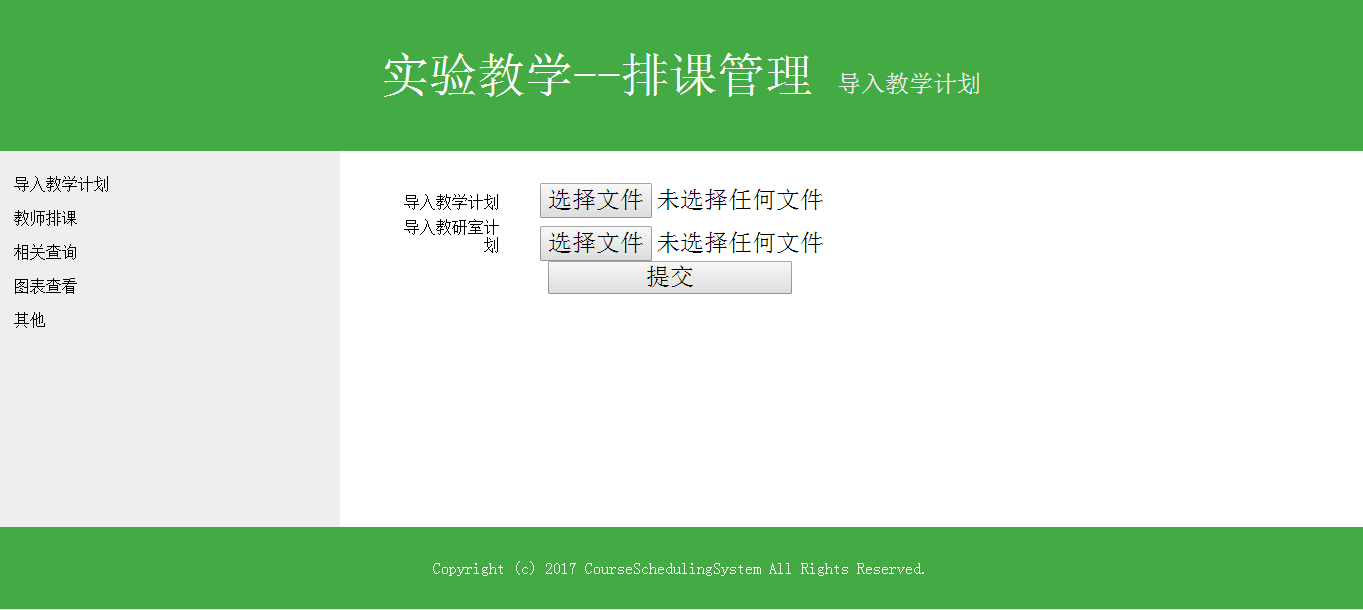 实验教学--排课管理 导入教学计划
导入教学计划
教师排课
相关查询
图表查看
其他
导入教学计划 选择文件 未选择任何文件
导入教研室计
划
选择文件 未选择任何文件
提交
Copyright (c) 2017 CourseSchedulingSystem All Rights Reserved.